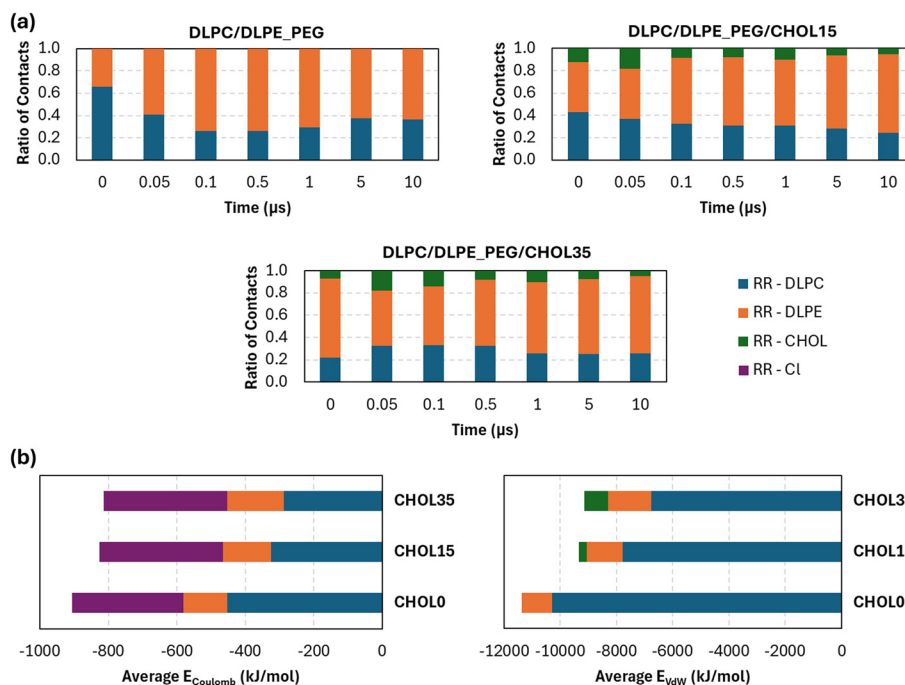 (a)
DLPC/DLPE_PEG
Ratio of Contacts
1.0
0.8
0.6
0.4
0.2
0.0
0 0.05 0.1 0.5 1 5 10
Time (µs)
DLPC/DLPE_PEG/CHOL15
Ratio of Contacts
1.0
0.8
0.6
0.4
0.2
0.0
0 0.05 0.1 0.5 1 5 10
Time (µs)
DLPC/DLPE_PEG/CHOL35
Ratio of Contacts
1.0
0.8
0.6
0.4
0.2
0.0
0 0.05 0.1 0.5 1 5 10
Time (µs)
RR - DLPC
RR - DLPE
RR - CHOL
RR - Cl
(b)
CHOL35
CHOL15
CHOL0
-1000 -800 -600 -400 -200 0
Average E_Coulomb (kJ/mol)
CHOL3
CHOL1
CHOL0
-12000 -10000 -8000 -6000 -4000 -2000 0
Average E_VdW (kJ/mol)